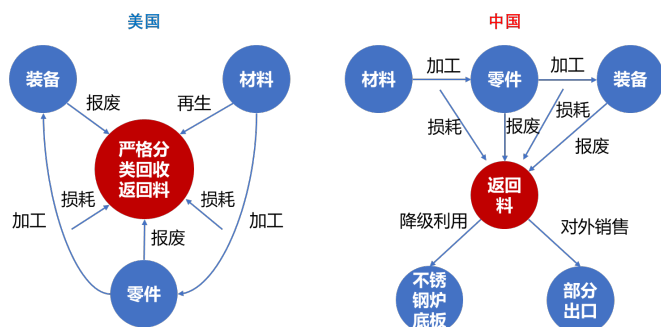 美国
中国
装备
材料
报废
再生
严格分
类回收
返回料
加工
损耗
损耗
加工
报废
零件
材料
加工
零件
加工
装备
损耗
报废
损耗
报废
返回
料
降级利用
对外销售
不锈
钢炉
底板
部分
出口